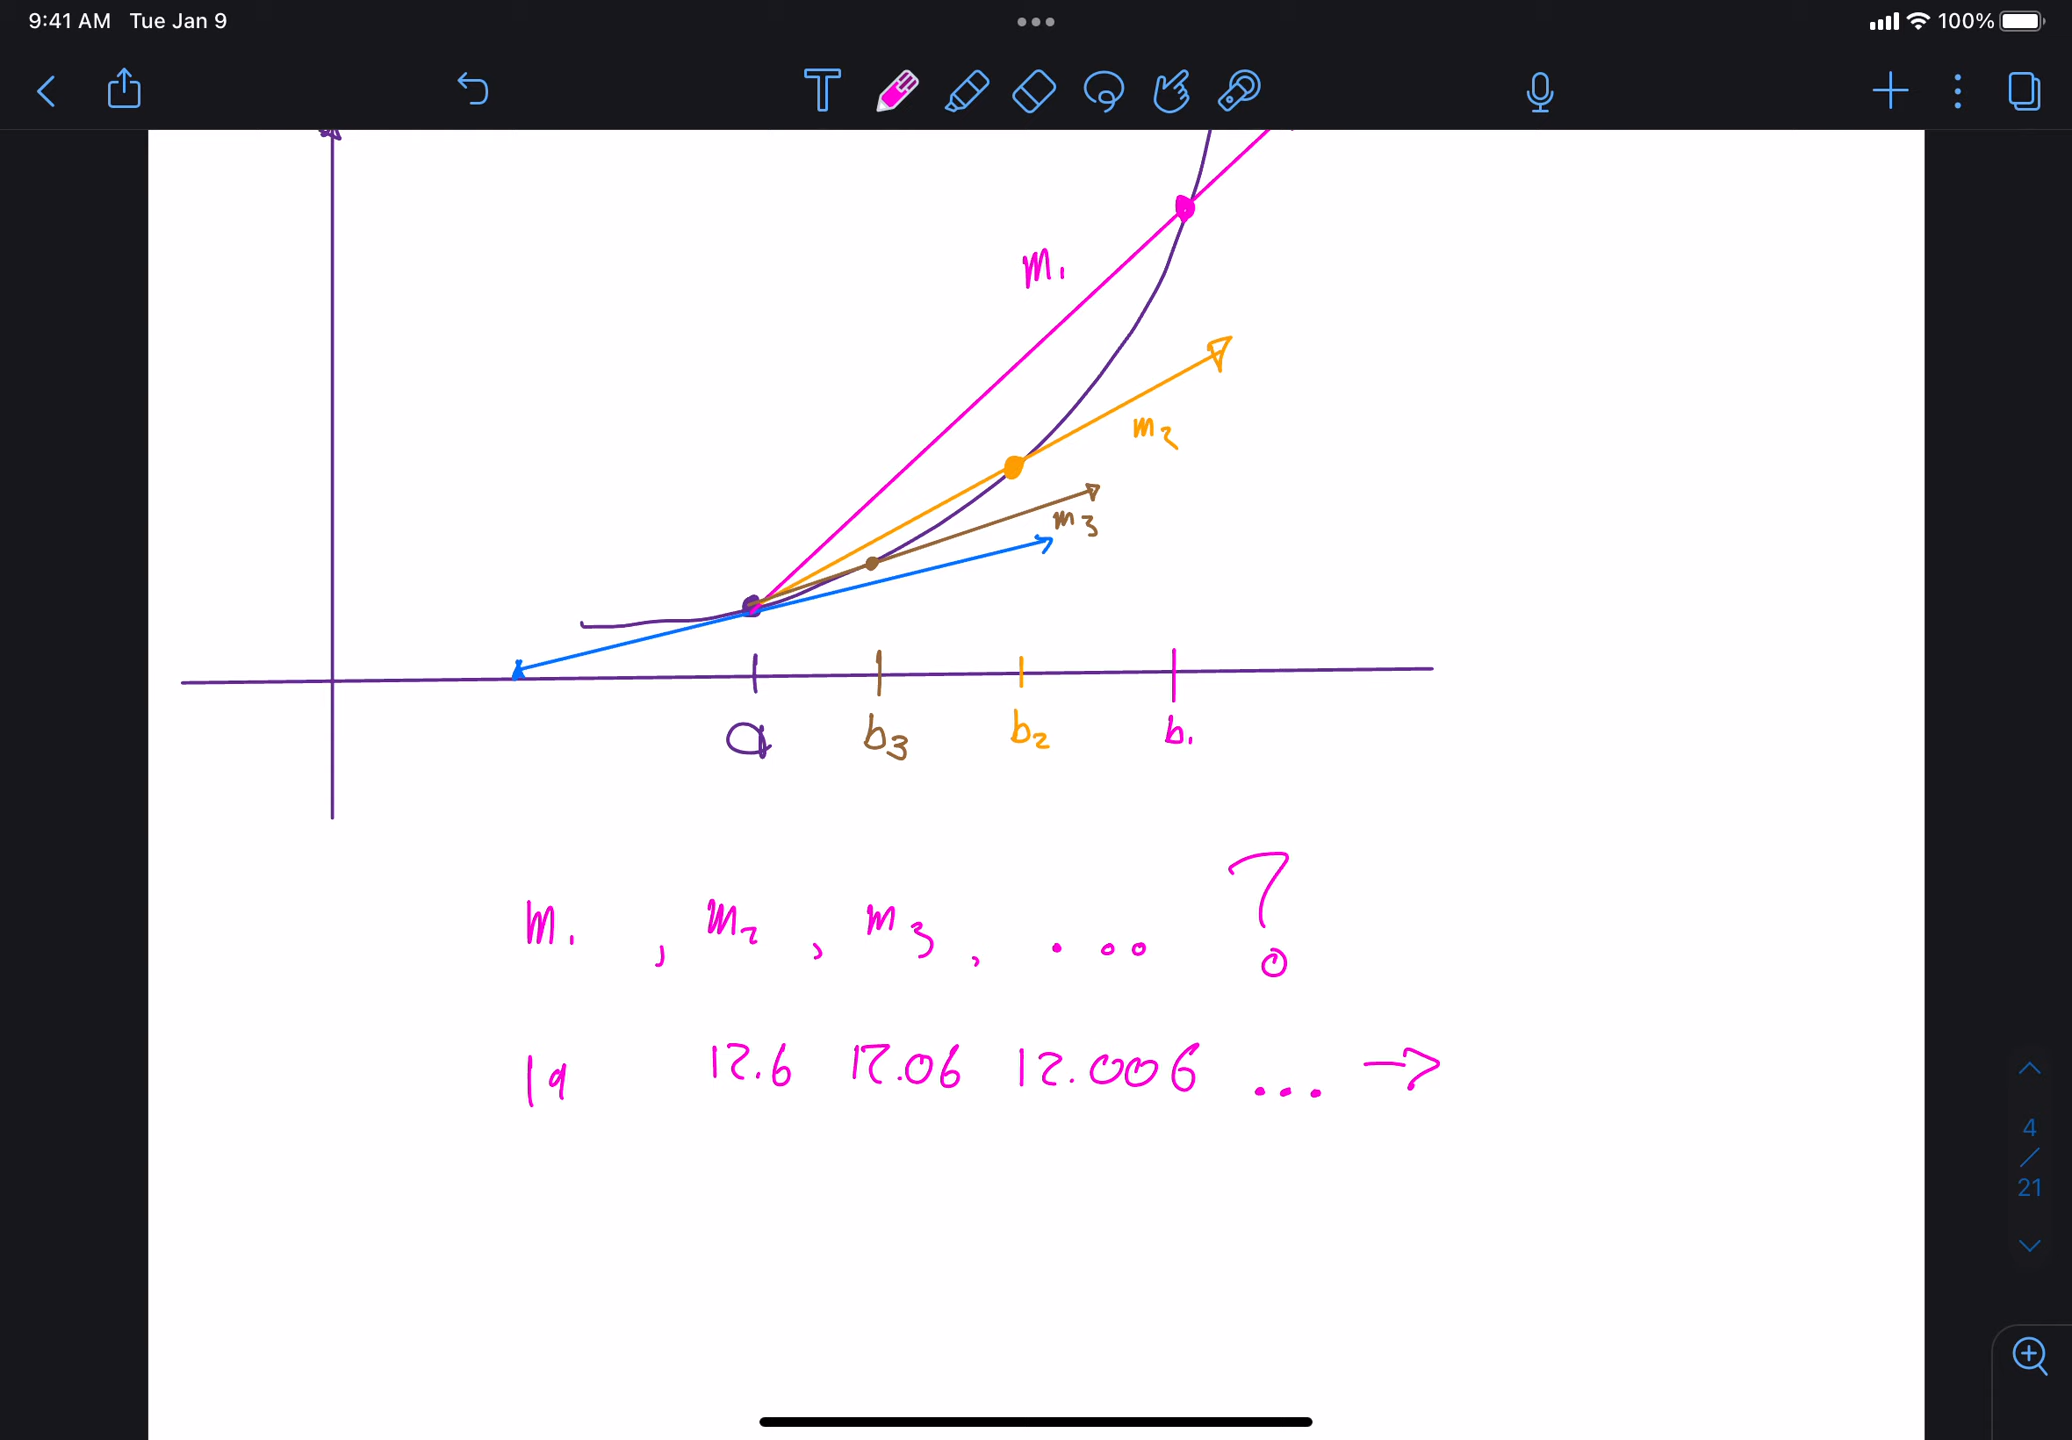 9:41 AM Tue Jan 9 100%
T
m₁
m₂
m₃
a b₃ b₂ b₁
m₁ , m₂ , m₃ , ... ?
19 12.6 12.06 12.006 ... →
4
/
21